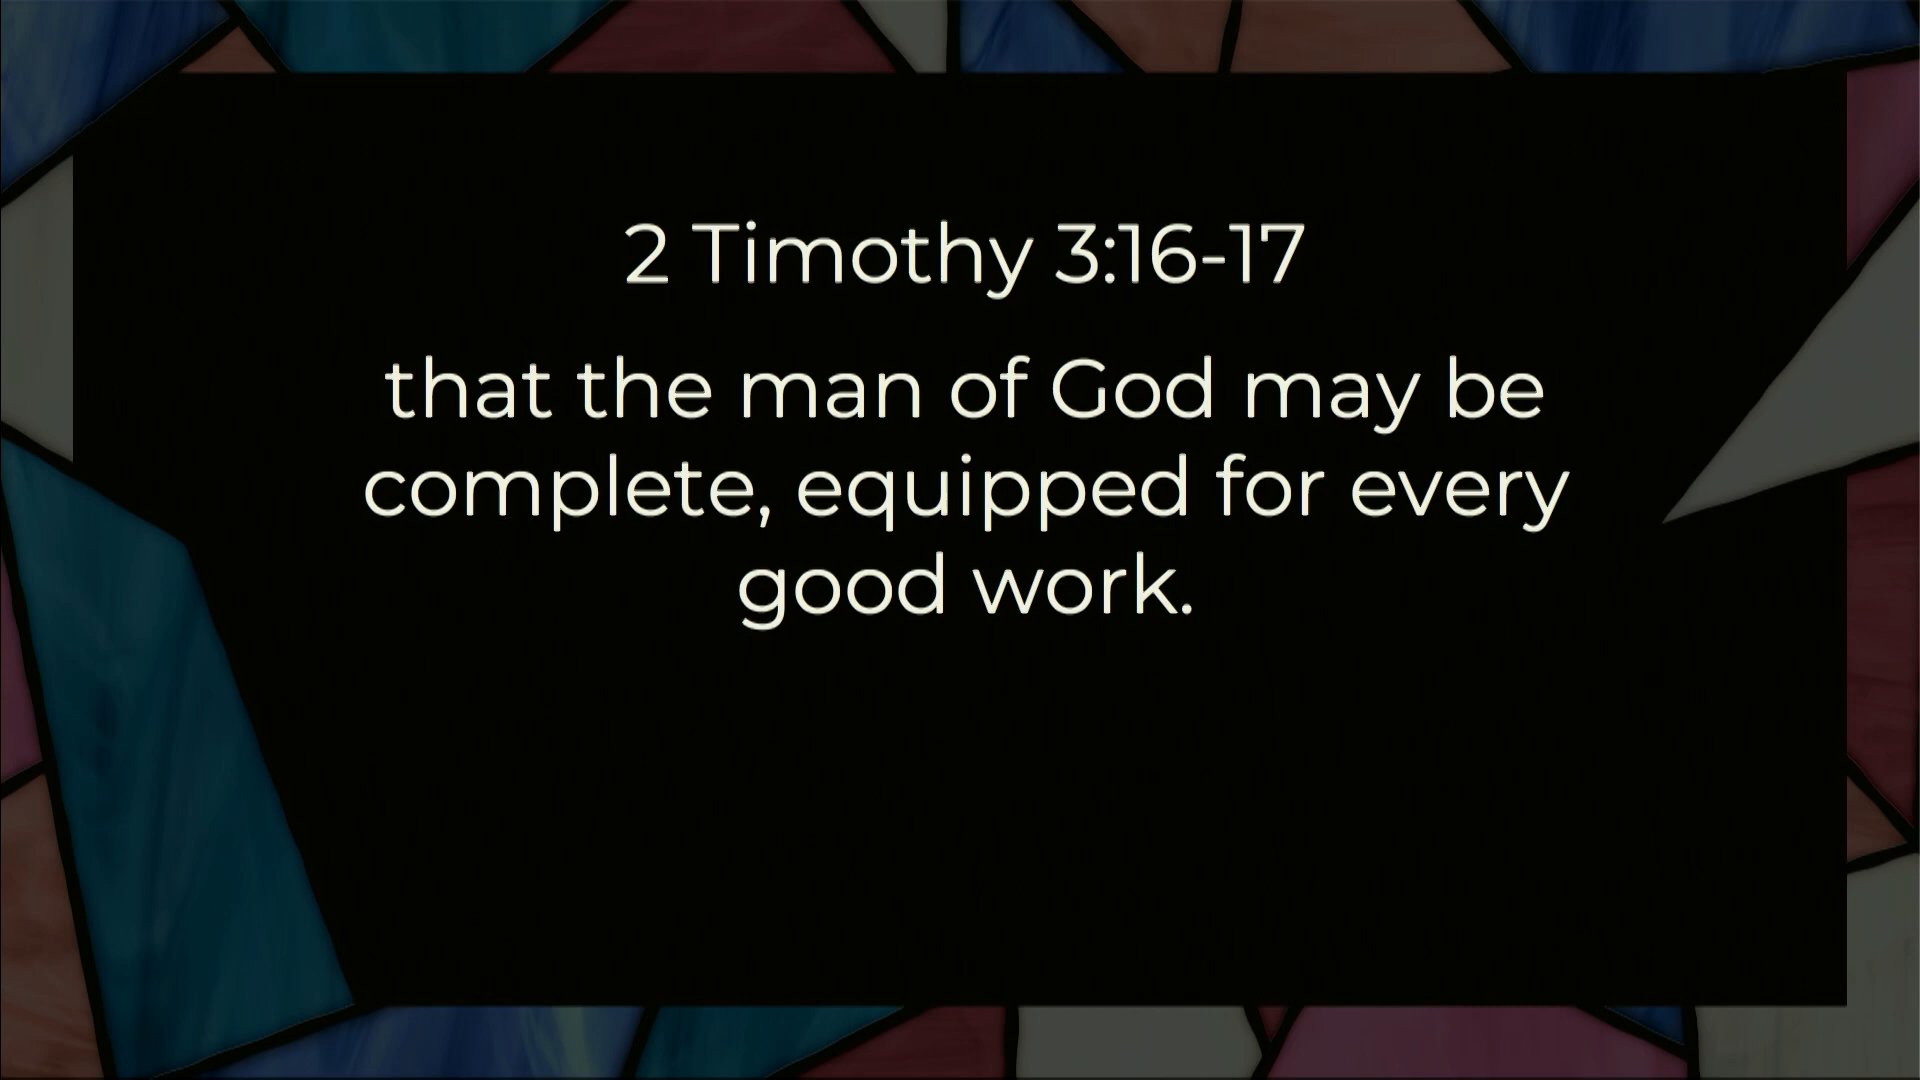 2 Timothy 3:16-17
that the man of God may be
complete, equipped for every
good work.